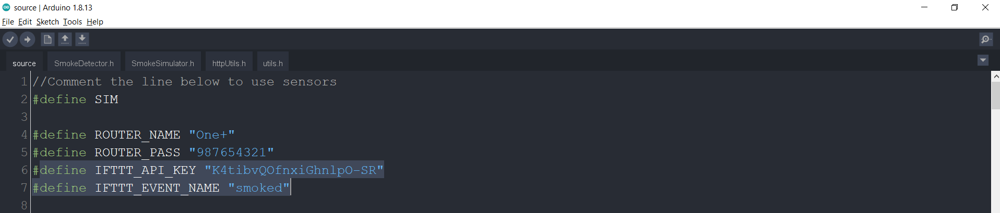 source | Arduino 1.8.13
File Edit Sketch Tools Help
source SmokeDetector.h SmokeSimulator.h httpUtils.h utils.h
1 //Comment the line below to use sensors
2 #define SIM
3
4 #define ROUTER_NAME "One+"
5 #define ROUTER_PASS "987654321"
6 #define IFTTT_API_KEY "K4tibvQOfnxiGhnlpO-SR"
7 #define IFTTT_EVENT_NAME "smoked"
8